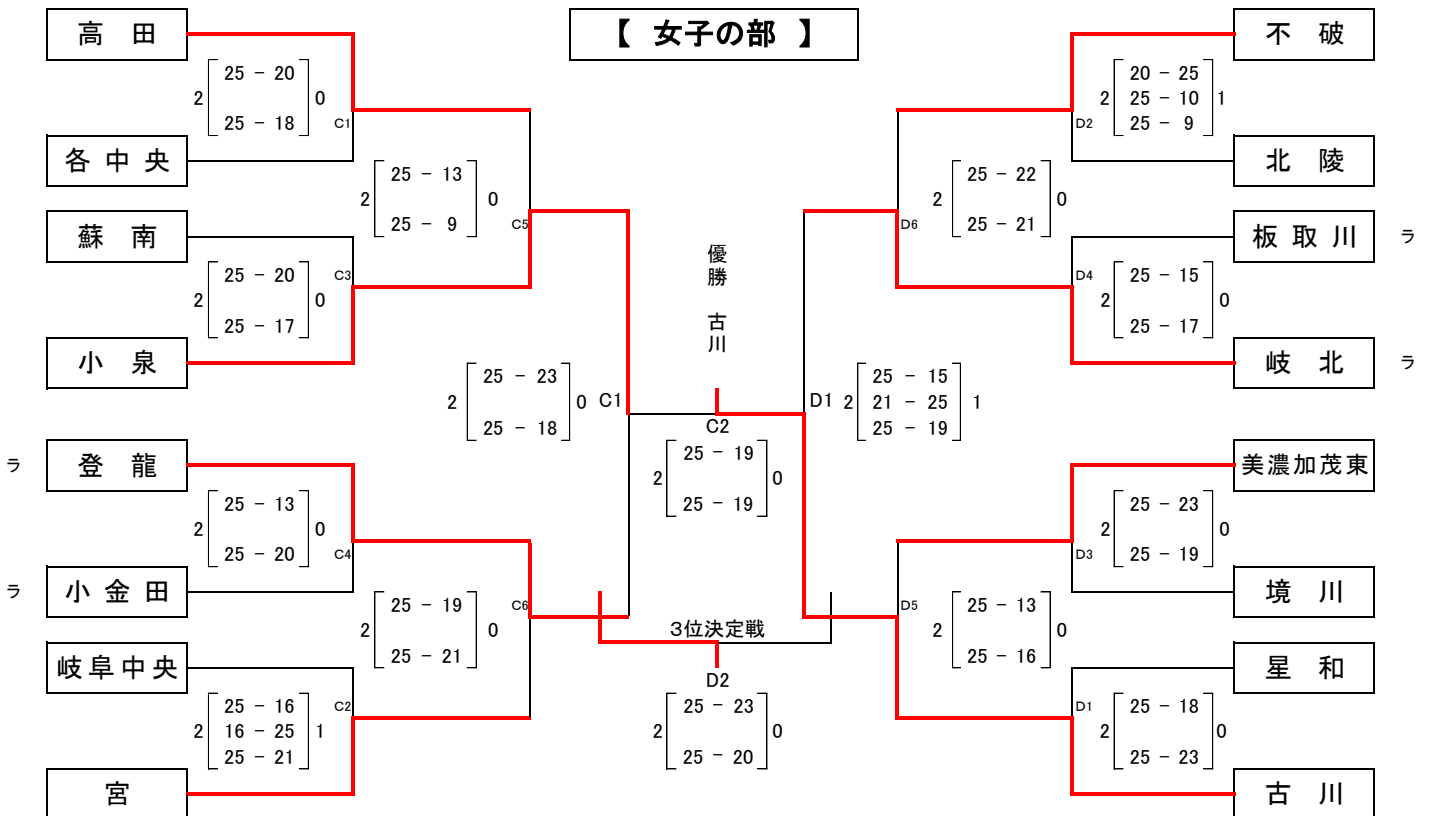 【 女子の部 】
高 田
2 25 - 20 0
25 - 18
C1
各 中 央
2 25 - 13 0
25 - 9
C5
蘇 南
C3
2 25 - 20 0
25 - 17
小 泉
2 25 - 23 0 C1
25 - 18
ラ 登 龍
2 25 - 13 0
25 - 20
C4
ラ 小 金 田
C6
2 25 - 19 0
25 - 21
岐 阜 中 央
C2
2 25 - 16 1
16 - 25
25 - 21
宮
優勝 古川
C2
2 25 - 19 0
25 - 19
3位決定戦
D2
2 25 - 23 0
25 - 20
不 破
2 20 - 25 1
25 - 10
25 - 9
D2
北 陵
2 25 - 22 0
25 - 21
D6
板 取 川 ラ
D4
2 25 - 15 0
25 - 17
岐 北 ラ
D1 2 25 - 15 1
21 - 25
25 - 19
美濃加茂東
2 25 - 23 0
25 - 19
D3
境 川
D5
2 25 - 13 0
25 - 16
星 和
D1
2 25 - 18 0
25 - 23
古 川